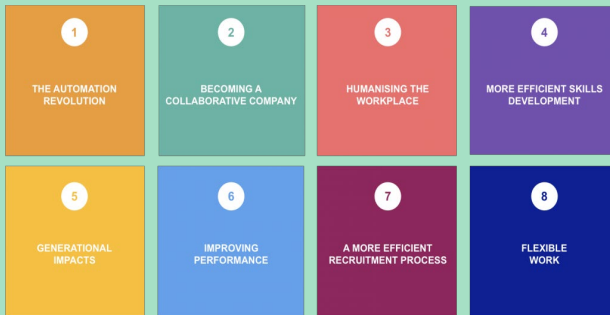 1
THE AUTOMATION
REVOLUTION
2
BECOMING A
COLLABORATIVE COMPANY
3
HUMANISING THE
WORKPLACE
4
MORE EFFICIENT SKILLS
DEVELOPMENT
5
GENERATIONAL
IMPACTS
6
IMPROVING
PERFORMANCE
7
A MORE EFFICIENT
RECRUITMENT PROCESS
8
FLEXIBLE
WORK